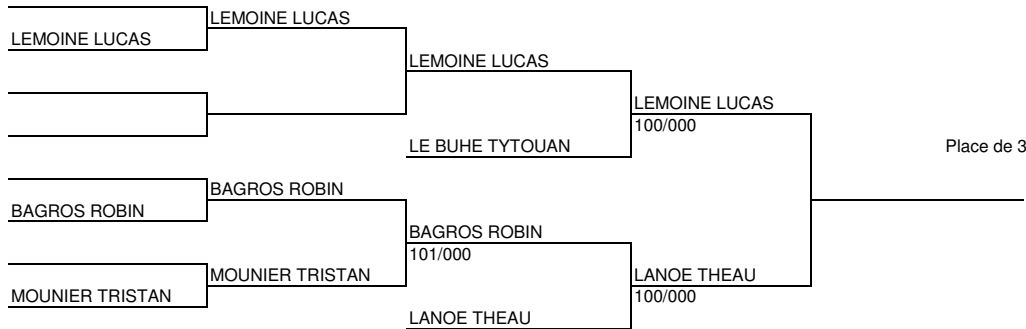 LEMOINE LUCAS
LEMOINE LUCAS
LEMOINE LUCAS
LEMOINE LUCAS
100/000
LE BUHE TYTOUAN
Place de 3
BAGROS ROBIN
BAGROS ROBIN
BAGROS ROBIN
101/000
MOUNIER TRISTAN
LANOE THEAU
MOUNIER TRISTAN
100/000
LANOE THEAU